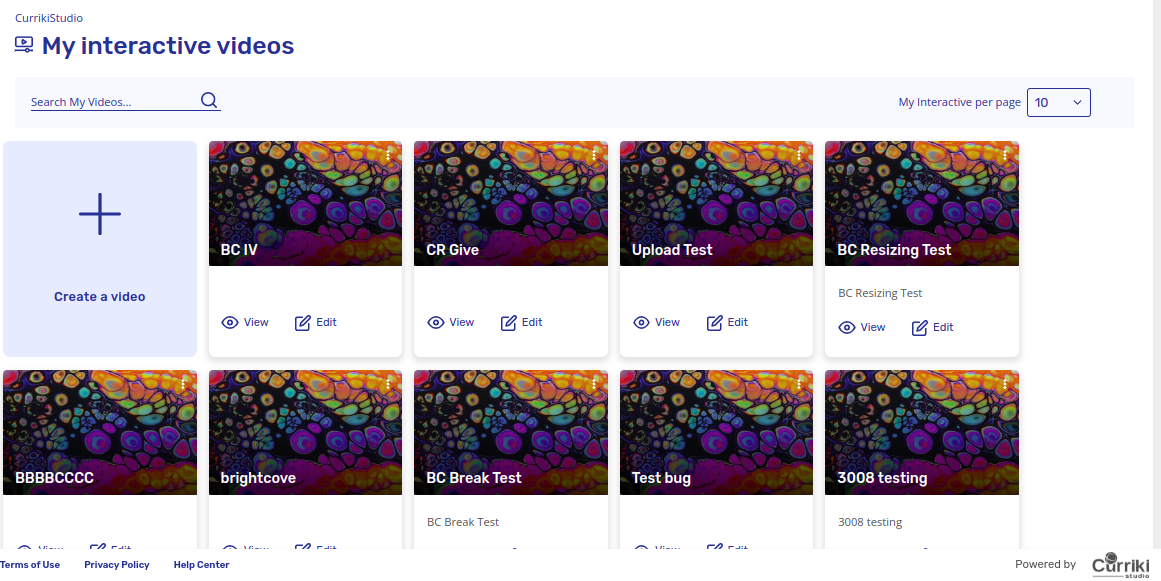 CurrikiStudio
My interactive videos
Search My Videos...
My Interactive per page 10
Create a video
BC IV
View Edit
CR Give
View Edit
Upload Test
View Edit
BC Resizing Test
BC Resizing Test
View Edit
BBBBCCCC
View Edit
brightcove
View Edit
BC Break Test
BC Break Test
Test bug
View Edit
3008 testing
3008 testing
Terms of Use Privacy Policy Help Center
Powered by Curriki studio